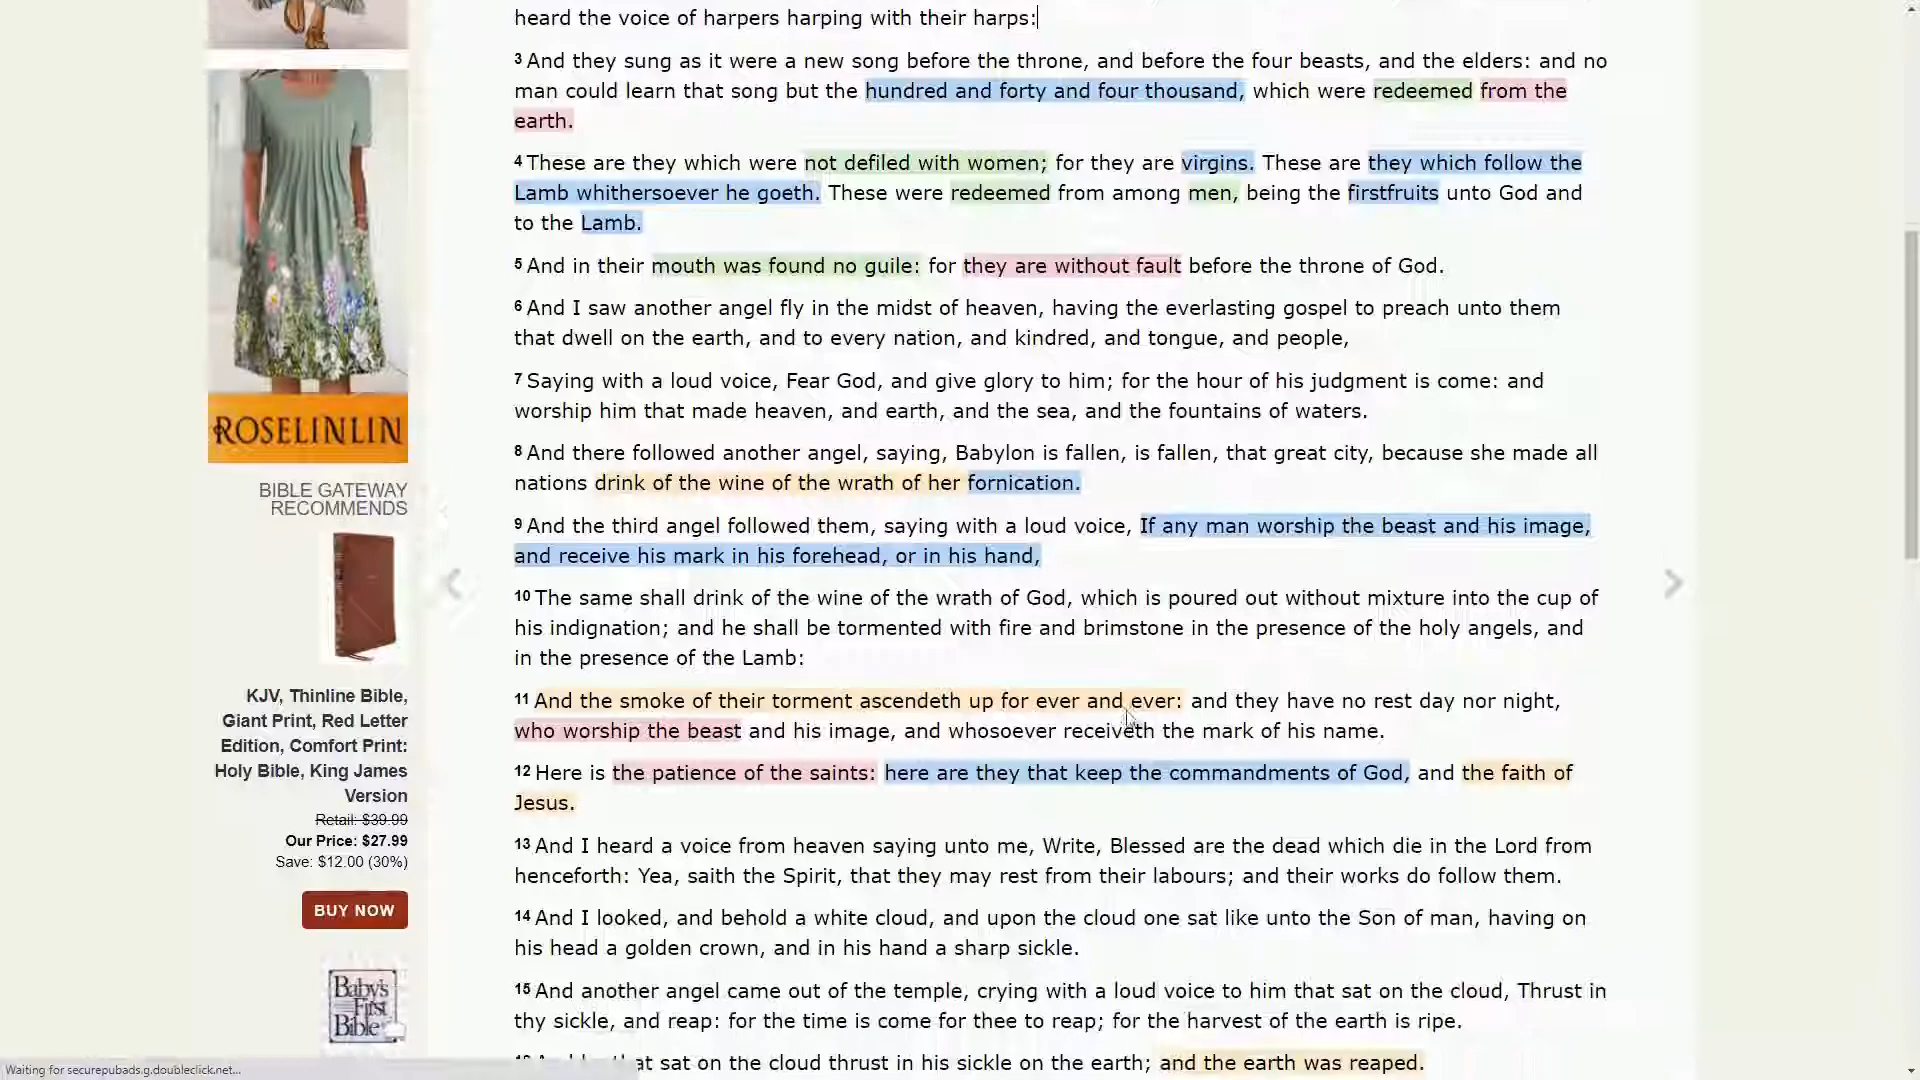 heard the voice of harpers harping with their harps:
3 And they sung as it were a new song before the throne, and before the four beasts, and the elders: and no
man could learn that song but the hundred and forty and four thousand, which were redeemed from the
earth.
4 These are they which were not defiled with women; for they are virgins. These are they which follow the
Lamb whithersoever he goeth. These were redeemed from among men, being the firstfruits unto God and
to the Lamb.
5 And in their mouth was found no guile: for they are without fault before the throne of God.
6 And I saw another angel fly in the midst of heaven, having the everlasting gospel to preach unto them
that dwell on the earth, and to every nation, and kindred, and tongue, and people,
7 Saying with a loud voice, Fear God, and give glory to him; for the hour of his judgment is come: and
worship him that made heaven, and earth, and the sea, and the fountains of waters.
8 And there followed another angel, saying, Babylon is fallen, is fallen, that great city, because she made all
nations drink of the wine of the wrath of her fornication.
9 And the third angel followed them, saying with a loud voice, If any man worship the beast and his image,
and receive his mark in his forehead, or in his hand,
10 The same shall drink of the wine of the wrath of God, which is poured out without mixture into the cup of
his indignation; and he shall be tormented with fire and brimstone in the presence of the holy angels, and
in the presence of the Lamb:
11 And the smoke of their torment ascendeth up for ever and ever: and they have no rest day nor night,
who worship the beast and his image, and whosoever receiveth the mark of his name.
12 Here is the patience of the saints: here are they that keep the commandments of God, and the faith of
Jesus.
13 And I heard a voice from heaven saying unto me, Write, Blessed are the dead which die in the Lord from
henceforth: Yea, saith the Spirit, that they may rest from their labours; and their works do follow them.
14 And I looked, and behold a white cloud, and upon the cloud one sat like unto the Son of man, having on
his head a golden crown, and in his hand a sharp sickle.
15 And another angel came out of the temple, crying with a loud voice to him that sat on the cloud, Thrust in
thy sickle, and reap: for the time is come for thee to reap; for the harvest of the earth is ripe.
sat on the cloud thrust in his sickle on the earth; and the earth was reaped.
ROSELINLIN
BIBLE GATEWAY
RECOMMENDS
KJV, Thinline Bible,
Giant Print, Red Letter
Edition, Comfort Print:
Holy Bible, King James
Version
Retail: $39.99
Our Price: $27.99
Save: $12.00 (30%)
BUY NOW
Baby's
First
Bible
Waiting for securepubads.g.doubleclick.net...